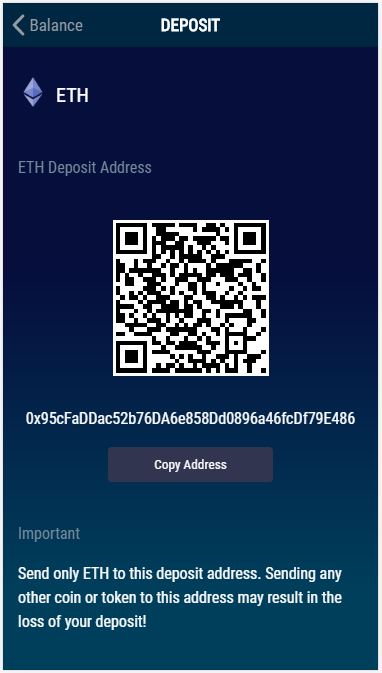 Balance
DEPOSIT
ETH
ETH Deposit Address
0x95cFaDDac52b76DA6e858Dd0896a46fcDf79E486
Copy Address
Important
Send only ETH to this deposit address. Sending any
other coin or token to this address may result in the
loss of your deposit!